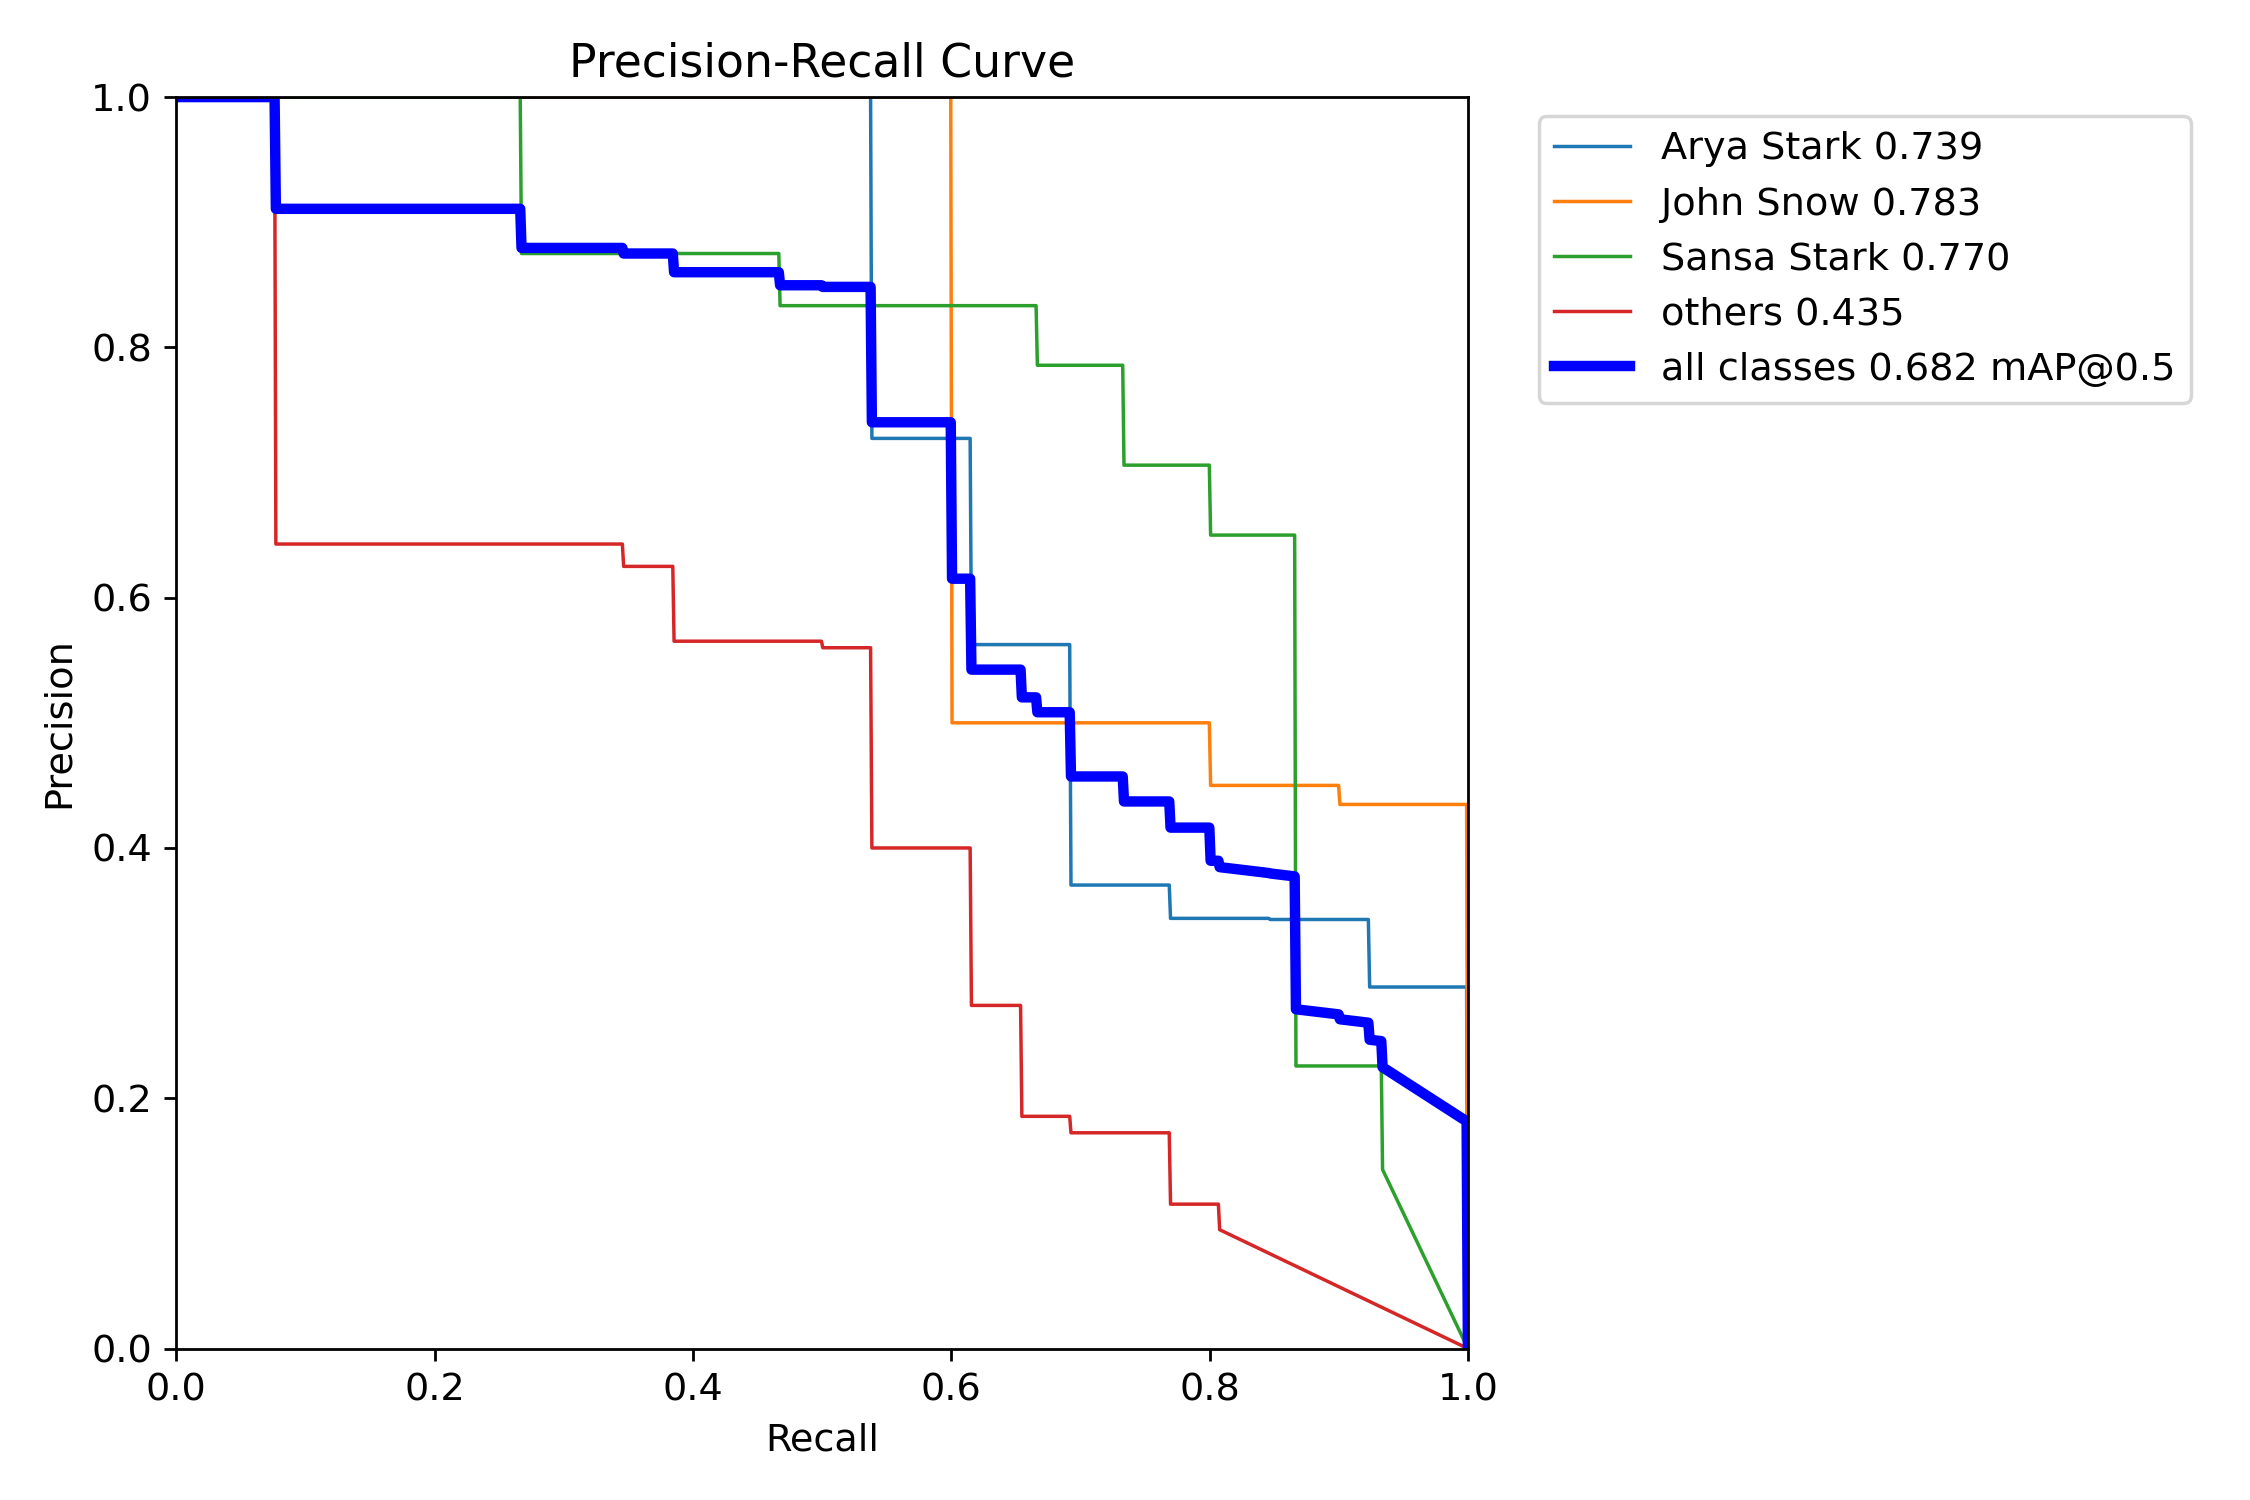 Precision-Recall Curve
1.0
0.8
0.6
0.4
0.2
0.0
Precision
0.0 0.2 0.4 0.6 0.8 1.0
Recall
Arya Stark 0.739
John Snow 0.783
Sansa Stark 0.770
others 0.435
all classes 0.682 mAP@0.5